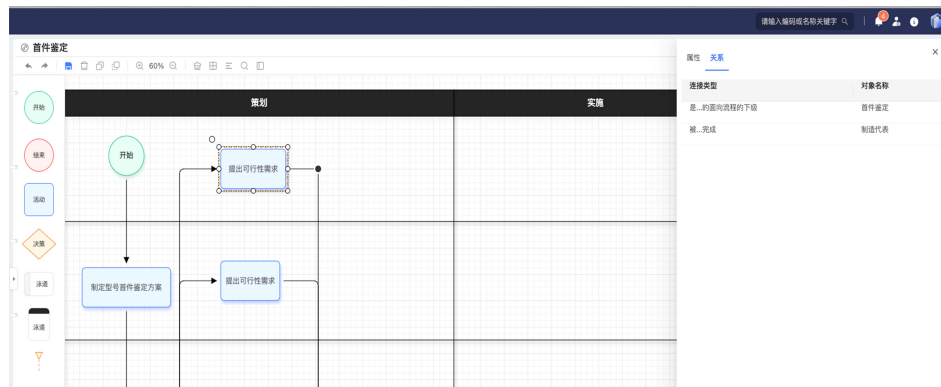 请输入编码或名称关键字
4
首件鉴定
60%
属性 关系
连接类型 对象名称
是...的面向流程的下级 首件鉴定
被...完成 制造代表
开始
结束
活动
决策
泳道
泳道
策划 实施
开始
提出可行性需求
制定型号首件鉴定方案
提出可行性需求